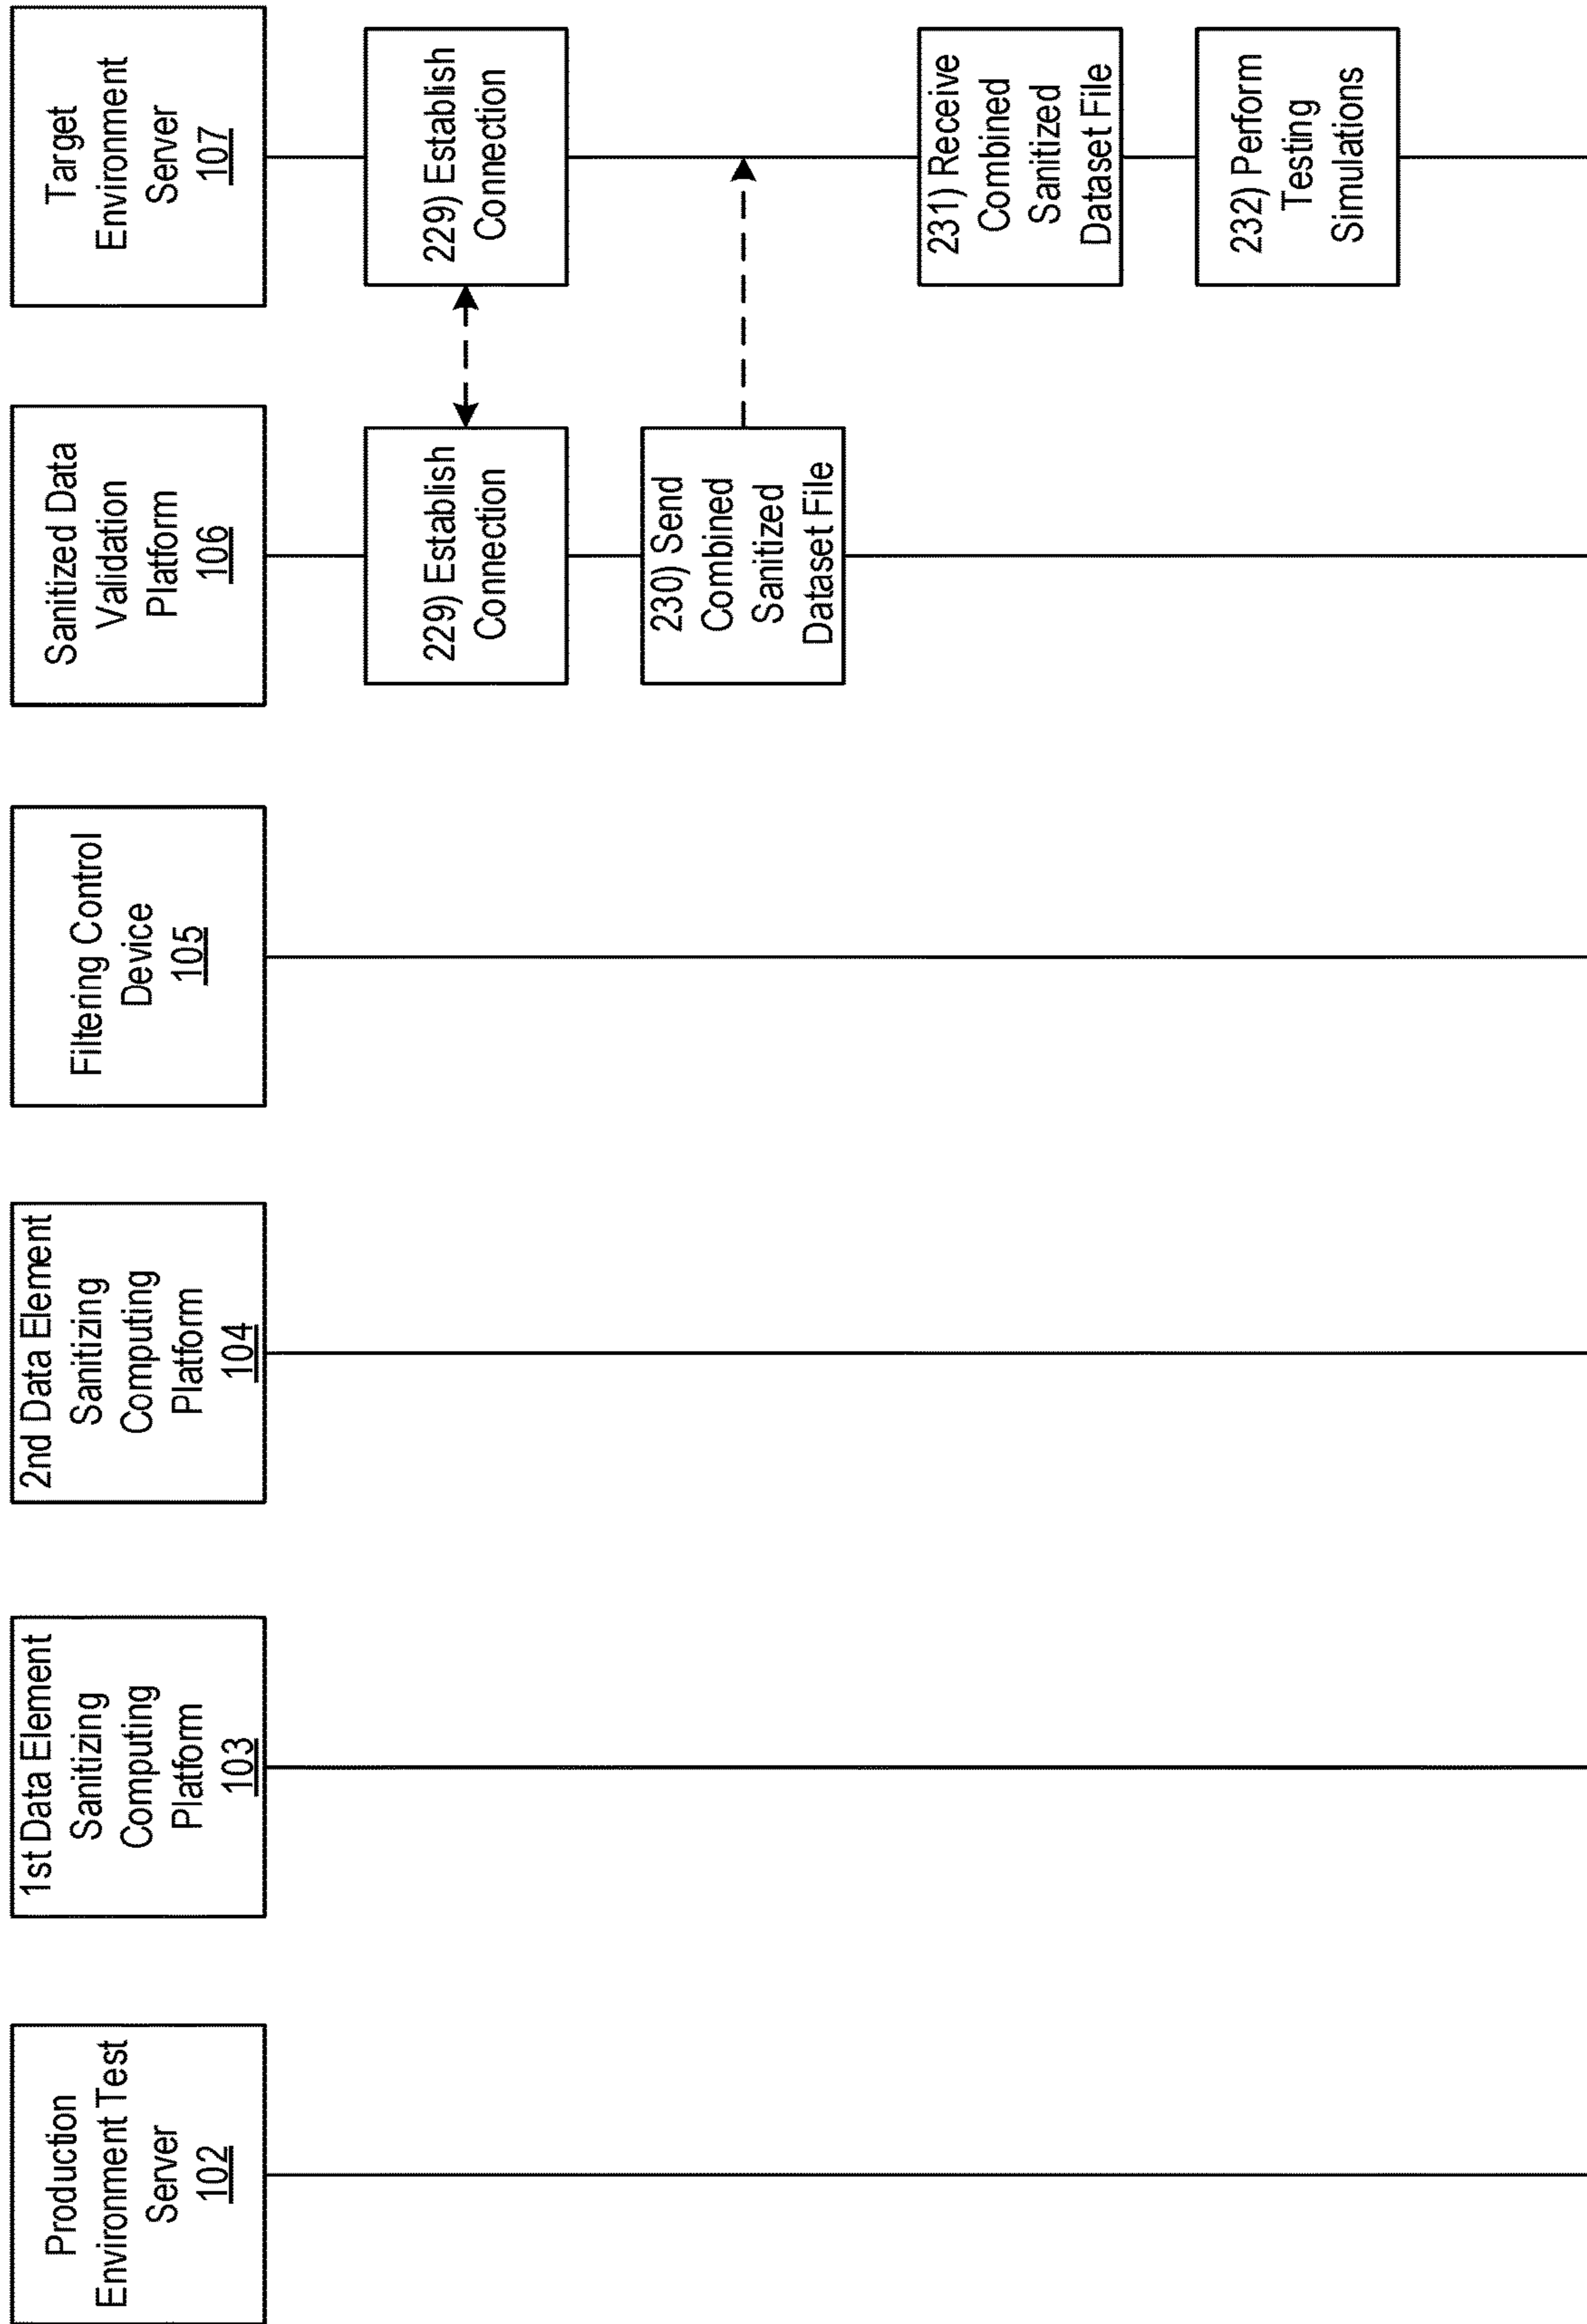 Production
Environment Test
Server
102
1st Data Element
Sanitizing
Computing
Platform
103
2nd Data Element
Sanitizing
Computing
Platform
104
Filtering Control
Device
105
Sanitized Data
Validation
Platform
106
Target
Environment
Server
107
229) Establish
Connection
229) Establish
Connection
230) Send
Combined
Sanitized
Dataset File
231) Receive
Combined
Sanitized
Dataset File
232) Perform
Testing
Simulations